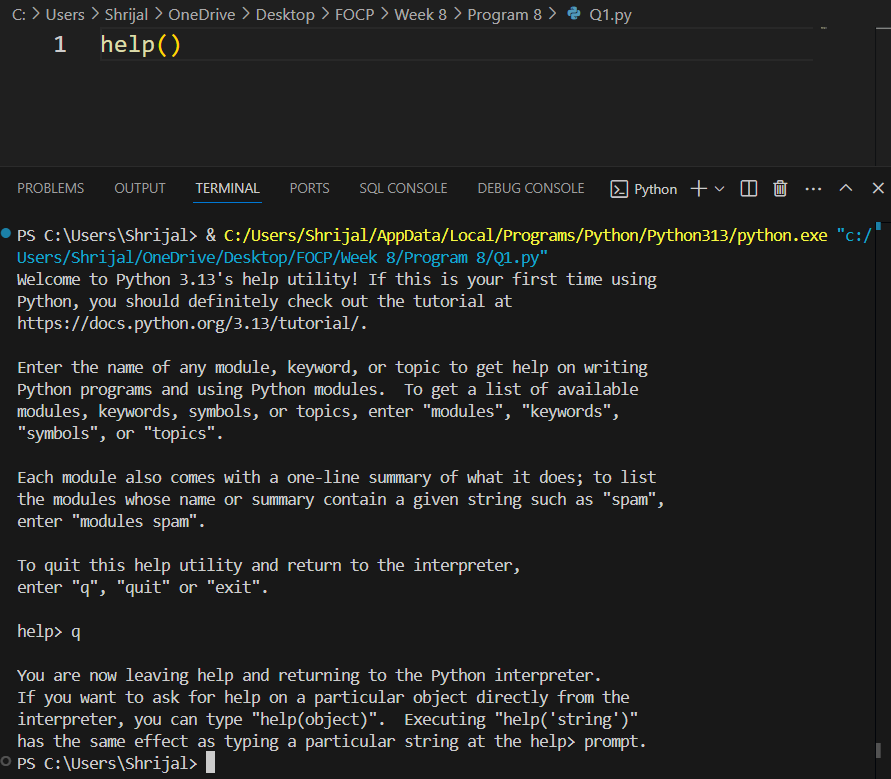 C: > Users > Shrijal > OneDrive > Desktop > FOCP > Week 8 > Program 8 > Q1.py
1 help()
PROBLEMS OUTPUT TERMINAL PORTS SQL CONSOLE DEBUG CONSOLE Python
PS C:\Users\Shrijal> & C:/Users/Shrijal/AppData/Local/Programs/Python/Python313/python.exe "c:/
Users/Shrijal/OneDrive/Desktop/FOCP/Week 8/Program 8/Q1.py"
Welcome to Python 3.13's help utility! If this is your first time using
Python, you should definitely check out the tutorial at
https://docs.python.org/3.13/tutorial/.
Enter the name of any module, keyword, or topic to get help on writing
Python programs and using Python modules.  To get a list of available
modules, keywords, symbols, or topics, enter "modules", "keywords",
"symbols", or "topics".
Each module also comes with a one-line summary of what it does; to list
the modules whose name or summary contain a given string such as "spam",
enter "modules spam".
To quit this help utility and return to the interpreter,
enter "q", "quit" or "exit".
help> q
You are now leaving help and returning to the Python interpreter.
If you want to ask for help on a particular object directly from the
interpreter, you can type "help(object)".  Executing "help('string')"
has the same effect as typing a particular string at the help> prompt.
PS C:\Users\Shrijal>